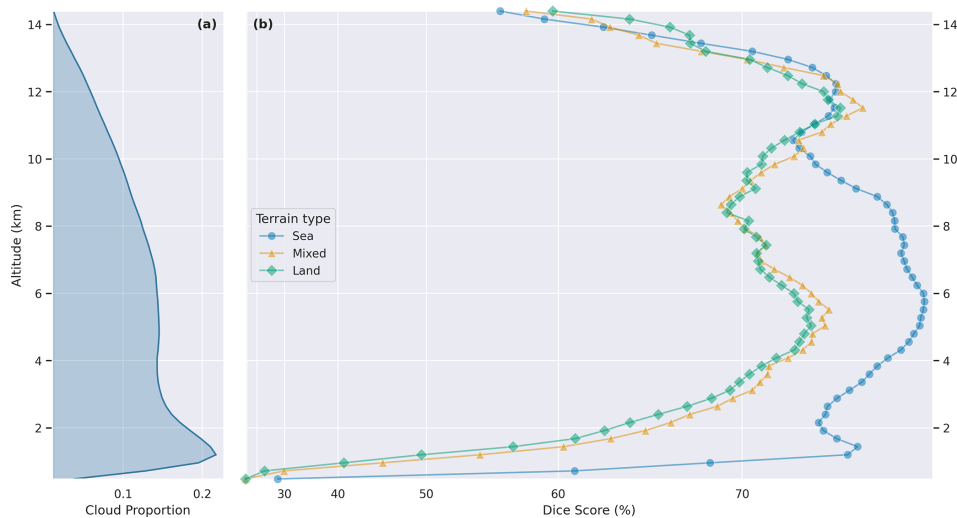 (a)
(b)
14
12
10
8
6
4
2
Altitude (km)
0.1
0.2
Cloud Proportion
Terrain type
Sea
Mixed
Land
30
40
50
60
70
Dice Score (%)
14
12
10
8
6
4
2